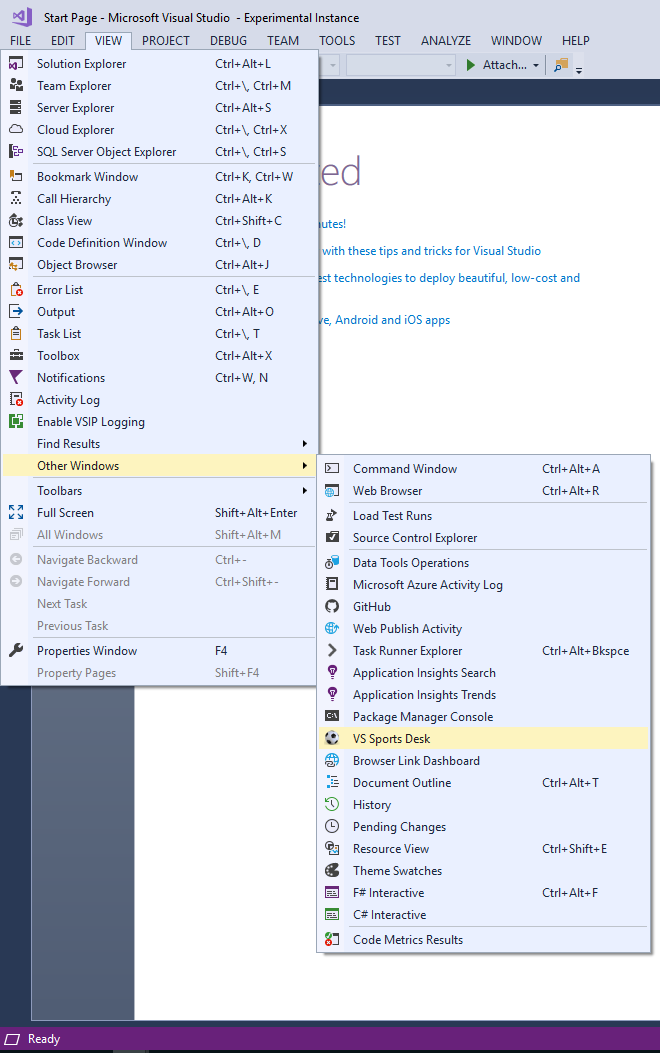 Start Page - Microsoft Visual Studio - Experimental Instance
FILE EDIT VIEW PROJECT DEBUG TEAM TOOLS TEST ANALYZE WINDOW HELP
Attach...
Solution Explorer Ctrl+Alt+L
Team Explorer Ctrl+\, Ctrl+M
Server Explorer Ctrl+Alt+S
Cloud Explorer Ctrl+\, Ctrl+X
SQL Server Object Explorer Ctrl+\, Ctrl+S
Bookmark Window Ctrl+K, Ctrl+W
Call Hierarchy Ctrl+Alt+K
Class View Ctrl+Shift+C
Code Definition Window Ctrl+\, D
Object Browser Ctrl+Alt+J
Error List Ctrl+\, E
Output Ctrl+Alt+O
Task List Ctrl+\, T
Toolbox Ctrl+Alt+X
Notifications Ctrl+W, N
Activity Log
Enable VSIP Logging
Find Results
Other Windows
Toolbars
Full Screen Shift+Alt+Enter
All Windows Shift+Alt+M
Navigate Backward Ctrl+-
Navigate Forward Ctrl+Shift+-
Next Task
Previous Task
Properties Window F4
Property Pages Shift+F4
ed
utes!
with these tips and tricks for Visual Studio
est technologies to deploy beautiful, low-cost and
ve, Android and iOS apps
Command Window Ctrl+Alt+A
Web Browser Ctrl+Alt+R
Load Test Runs
Source Control Explorer
Data Tools Operations
Microsoft Azure Activity Log
GitHub
Web Publish Activity
Task Runner Explorer Ctrl+Alt+Bkspce
Application Insights Search
Application Insights Trends
C:\ Package Manager Console
VS Sports Desk
Browser Link Dashboard
Document Outline Ctrl+Alt+T
History
Pending Changes
Resource View Ctrl+Shift+E
Theme Swatches
F# Interactive Ctrl+Alt+F
C# Interactive
Code Metrics Results
Ready